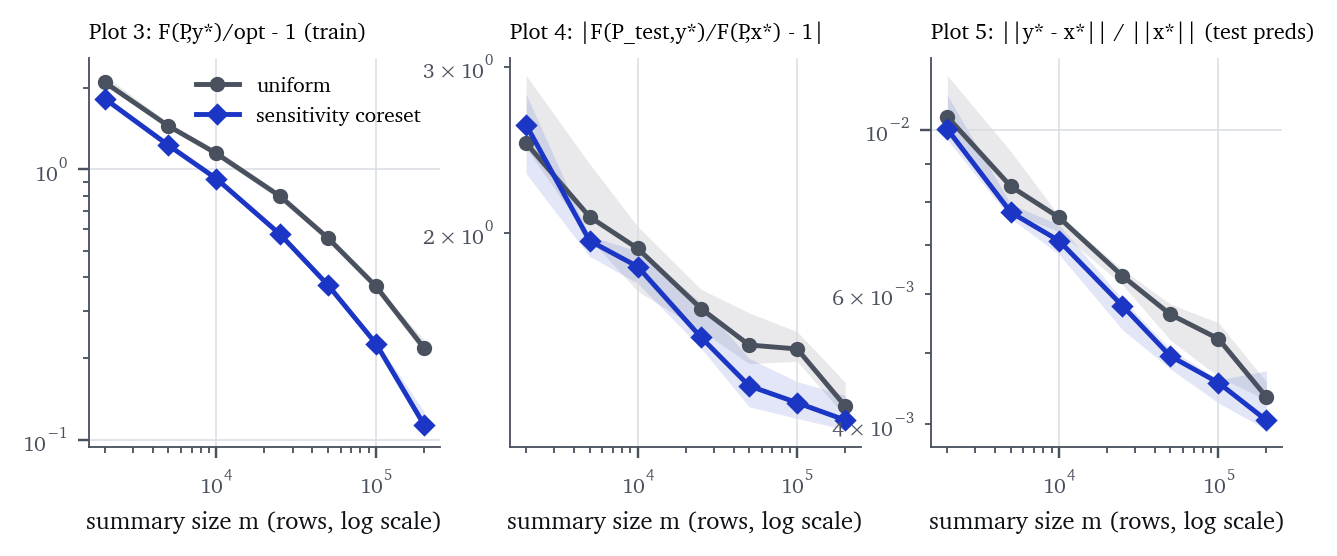 Plot 3: F(P,y*)/opt - 1 (train)
Plot 4: |F(P_test,y*)/F(P,x*) - 1|
Plot 5: ||y* - x*|| / ||x*|| (test preds)
uniform
sensitivity coreset
10^0
10^-1
10^4
10^5
summary size m (rows, log scale)
3 × 10^0
2 × 10^0
10^4
10^5
summary size m (rows, log scale)
10^-2
6 × 10^-3
4 × 10^-3
10^4
10^5
summary size m (rows, log scale)